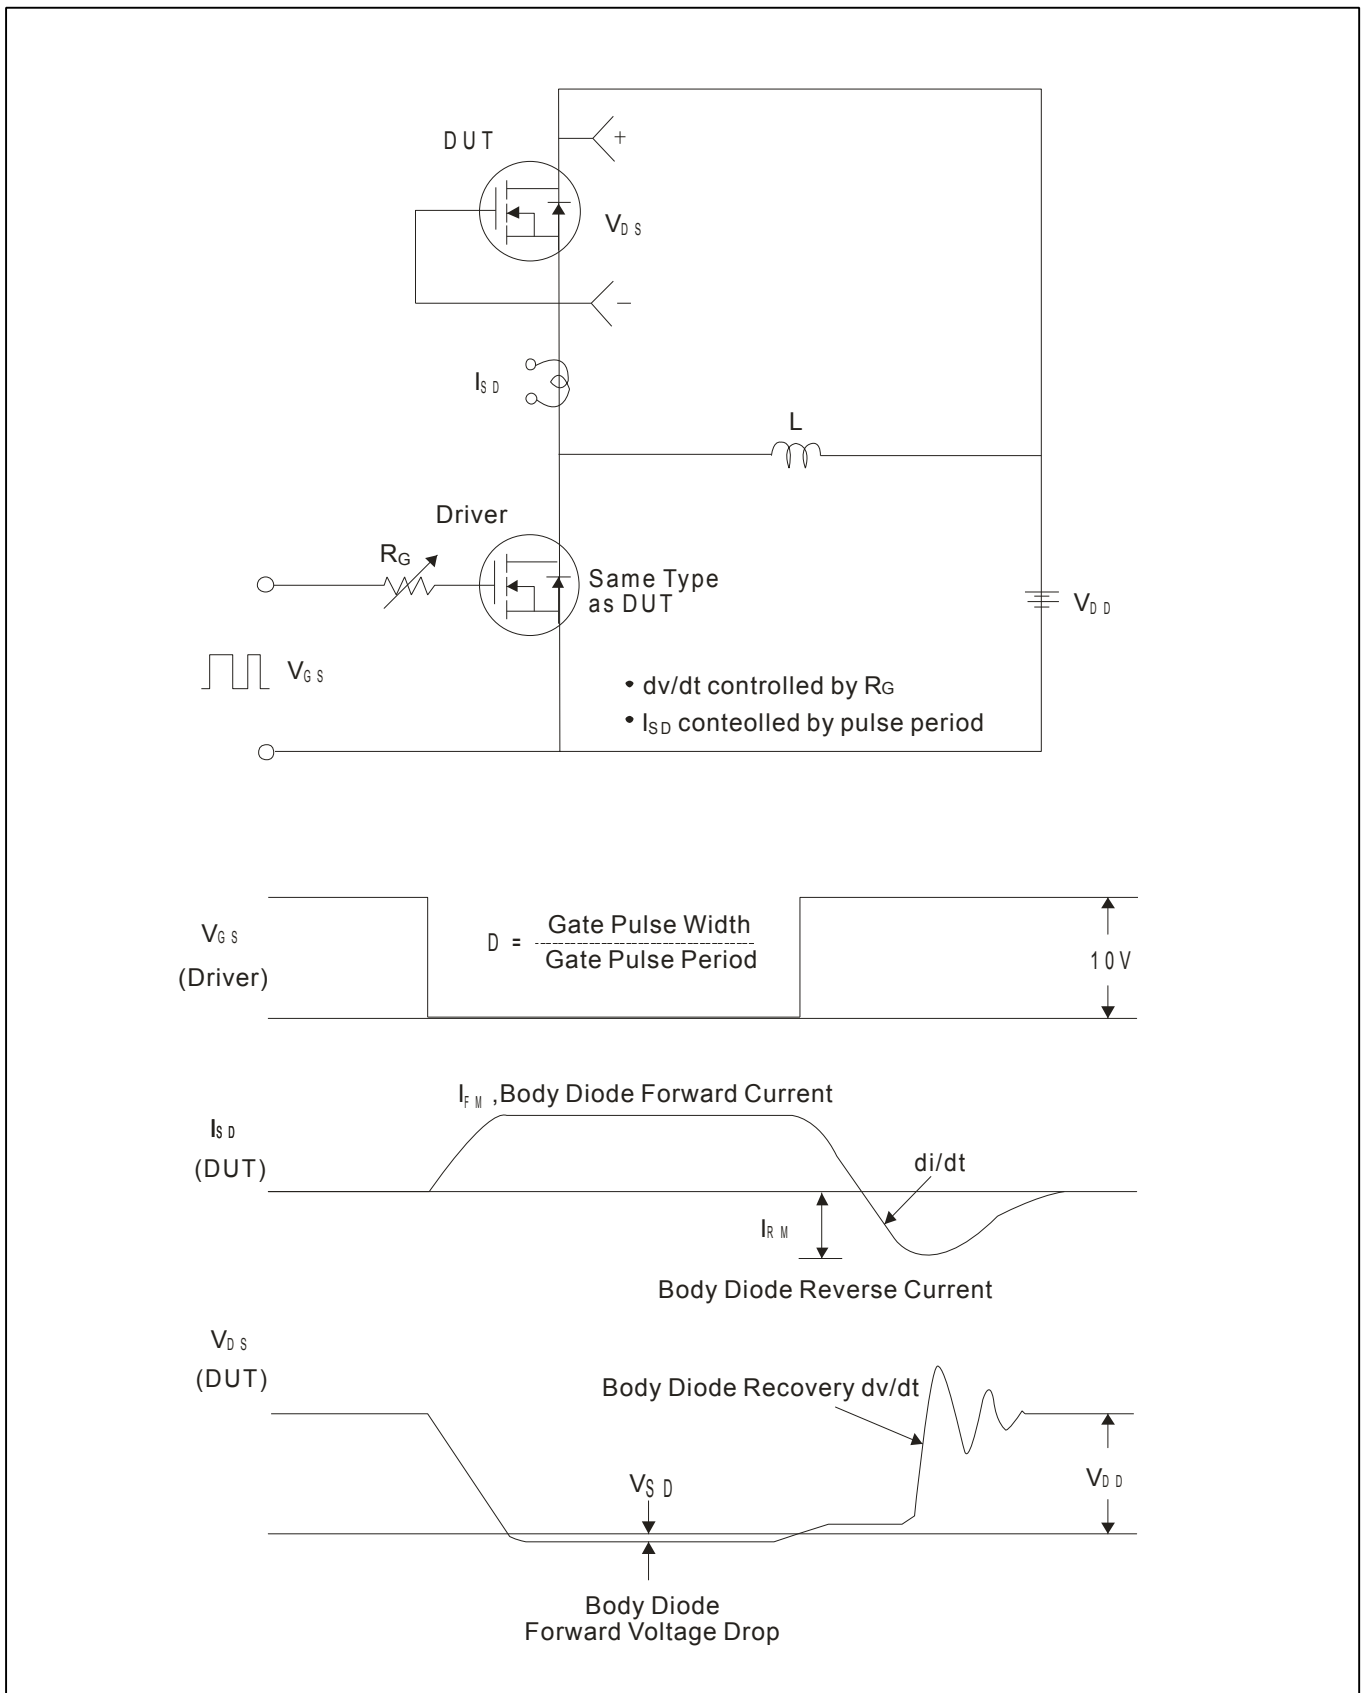 DUT
+
VDS
−
ISD
L
Driver
RG
Same Type
as DUT
VDD
VGS
• dv/dt controlled by RG
• ISD conteolled by pulse period
VGS
(Driver)
D = Gate Pulse Width
Gate Pulse Period
10V
IFM ,Body Diode Forward Current
ISD
(DUT)
di/dt
IRM
Body Diode Reverse Current
VDS
(DUT)
Body Diode Recovery dv/dt
VSD
VDD
Body Diode
Forward Voltage Drop